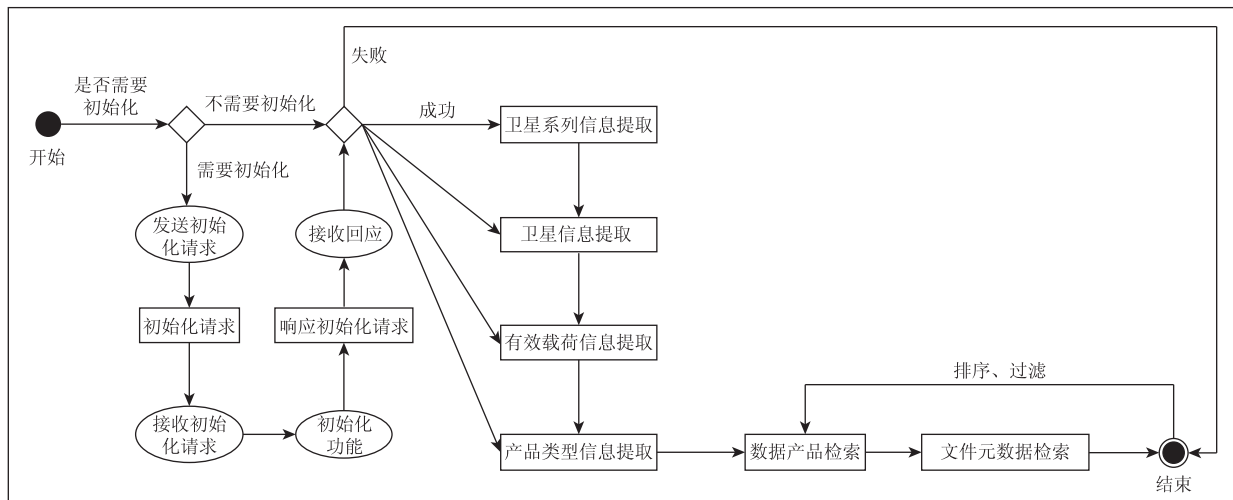 失败
是否需要
初始化
不需要初始化
成功
卫星系列信息提取
开始
需要初始化
发送初始
化请求
接收回应
卫星信息提取
初始化请求
响应初始化请求
有效载荷信息提取
排序、过滤
接收初始
化请求
初始化
功能
产品类型信息提取
数据产品检索
文件元数据检索
结束